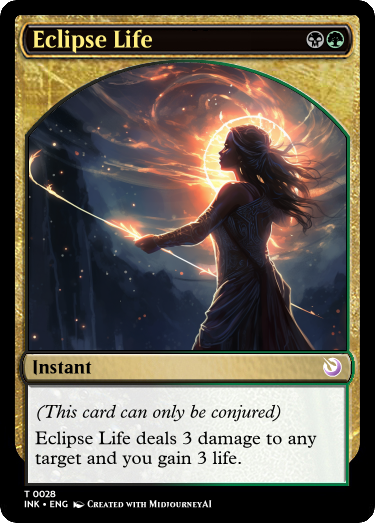 Eclipse Life
Instant
(This card can only be conjured)
Eclipse Life deals 3 damage to any
target and you gain 3 life.
T 0028
INK • ENG Created with MidjourneyAI